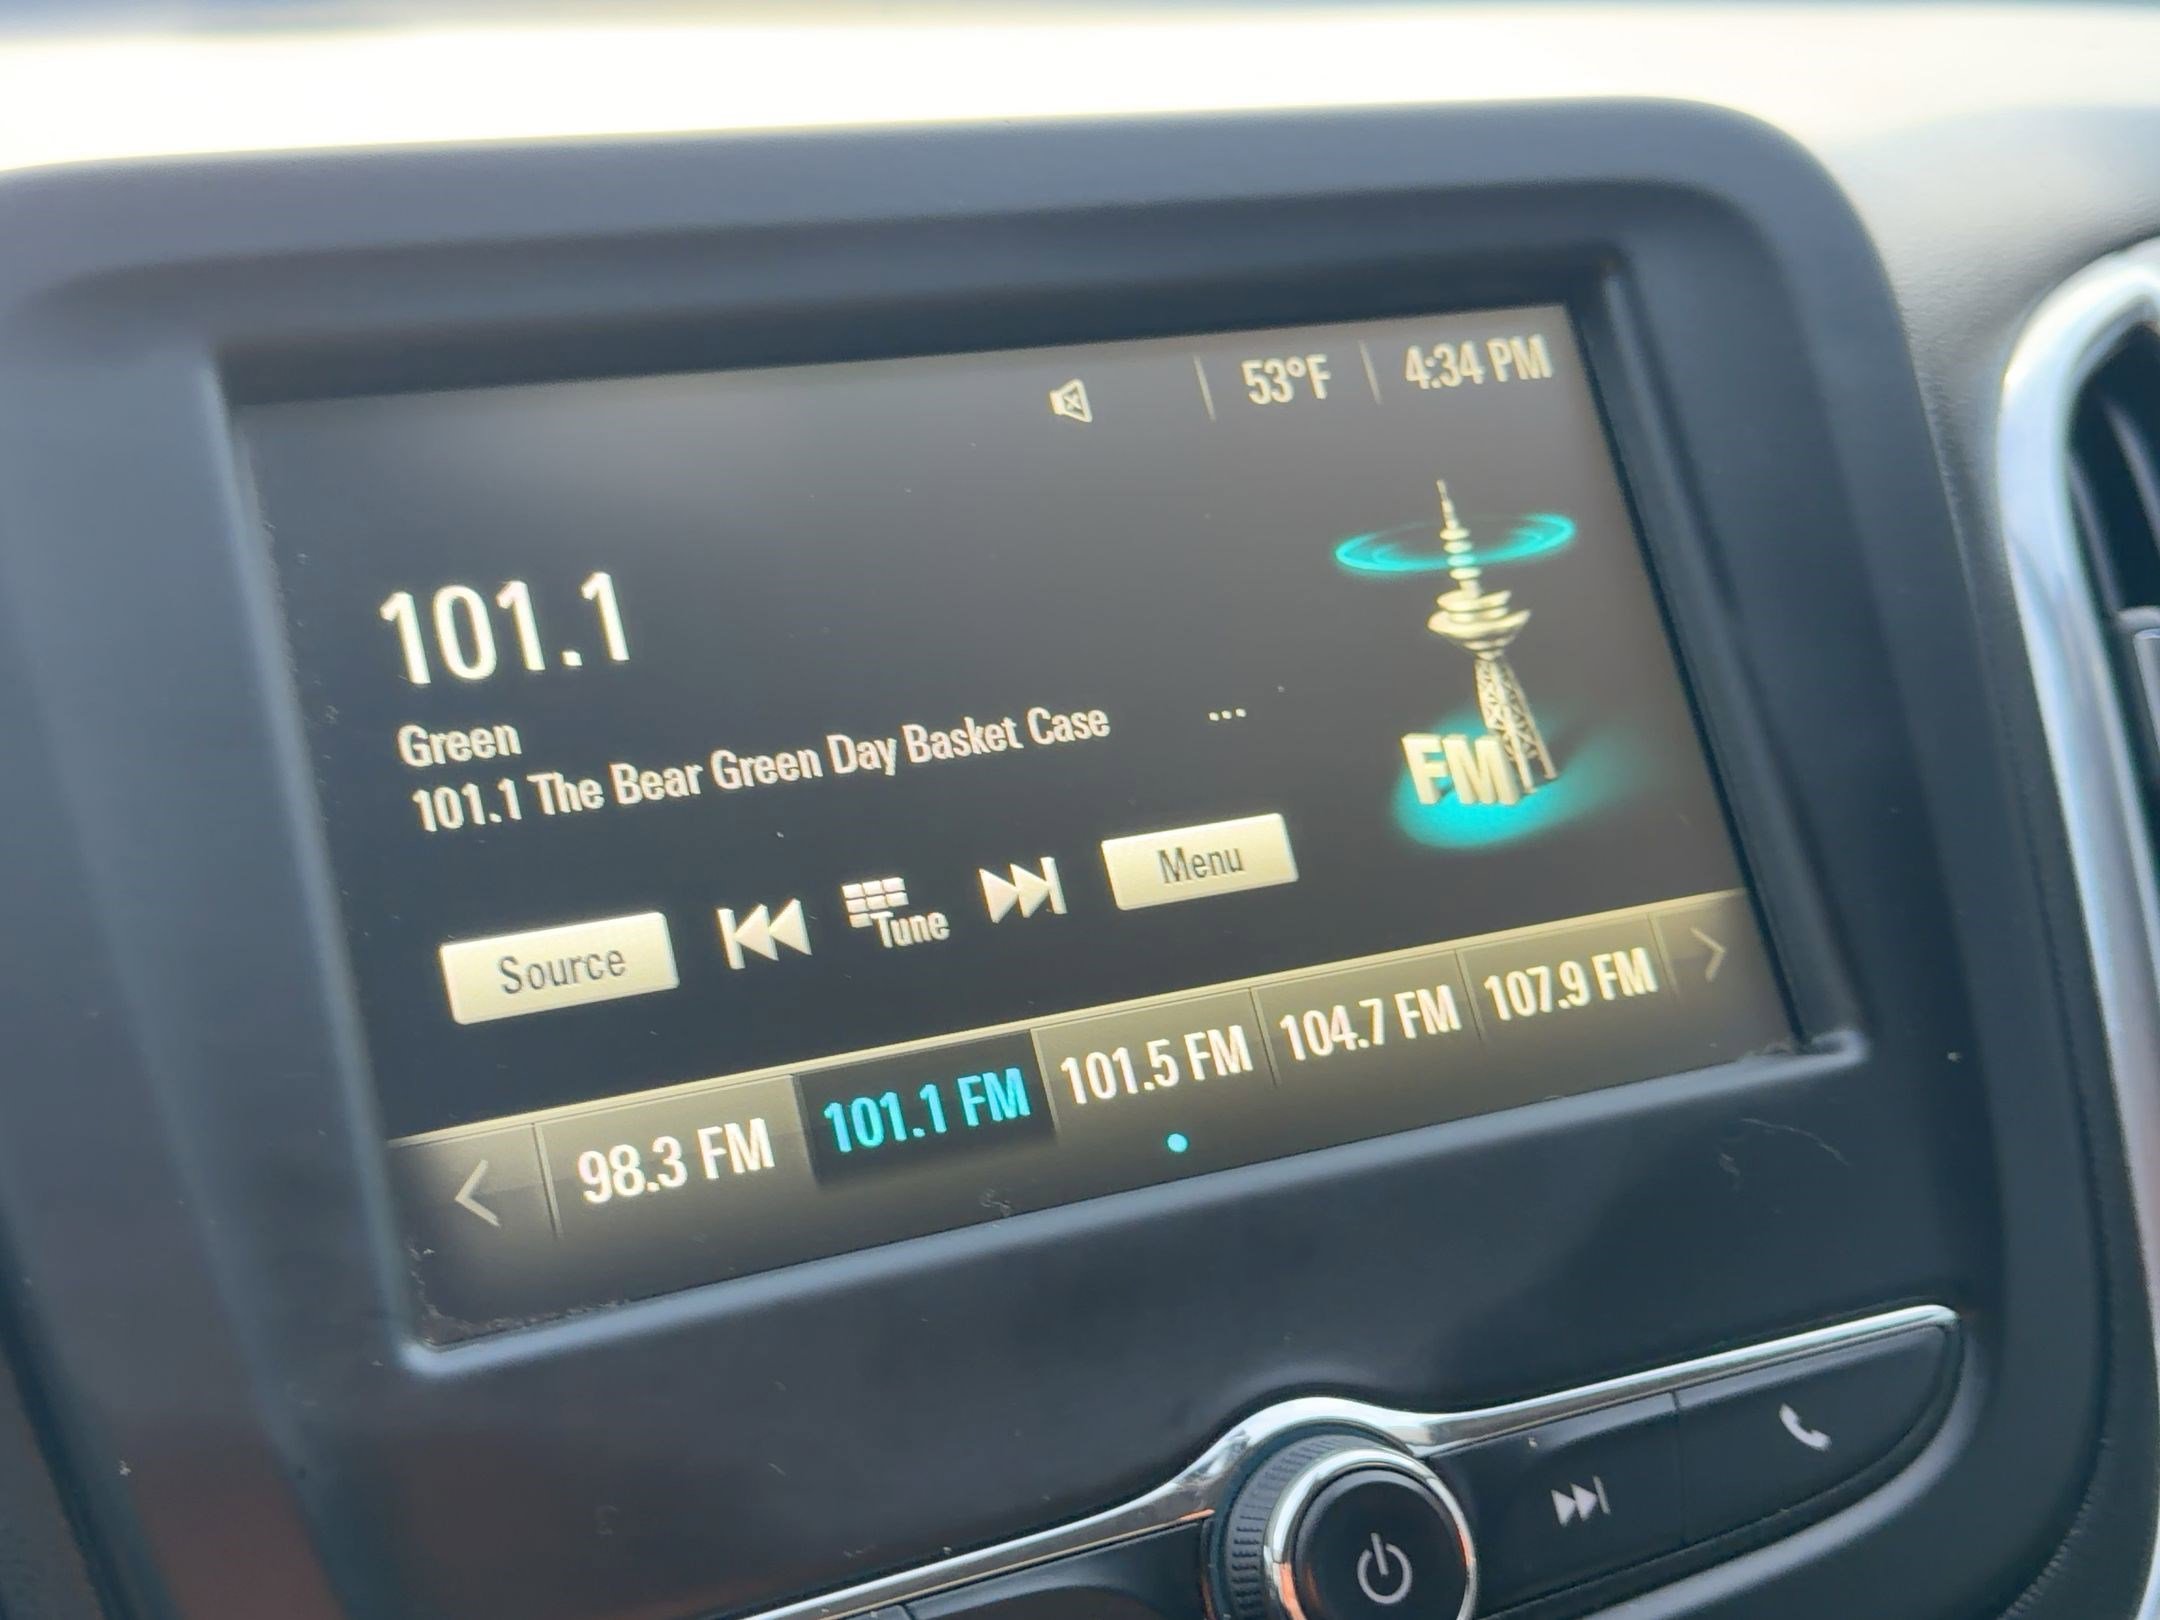 53°F 4:34 PM
101.1
Green
101.1 The Bear Green Day Basket Case ...
FM
Source Tune Menu
98.3 FM 101.1 FM 101.5 FM 104.7 FM 107.9 FM